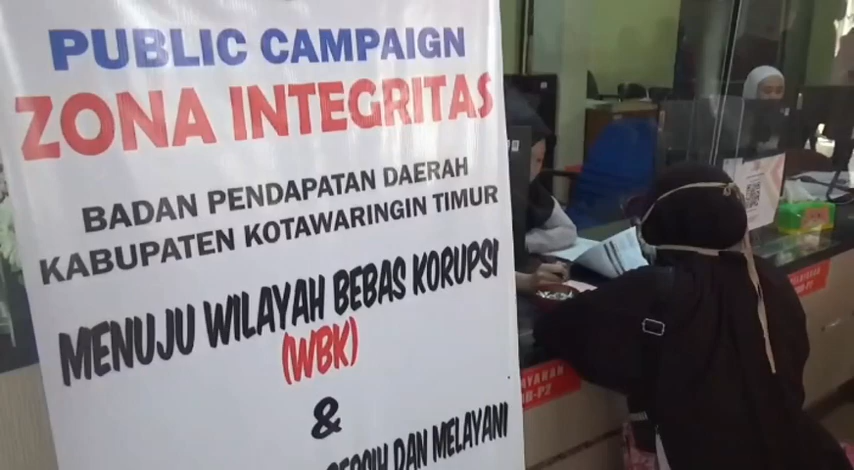 PUBLIC CAMPAIGN
ZONA INTEGRITAS
BADAN PENDAPATAN DAERAH
KABUPATEN KOTAWARINGIN TIMUR
MENUJU WILAYAH BEBAS KORUPSI
(WBK)
&
DAN MELAYANI